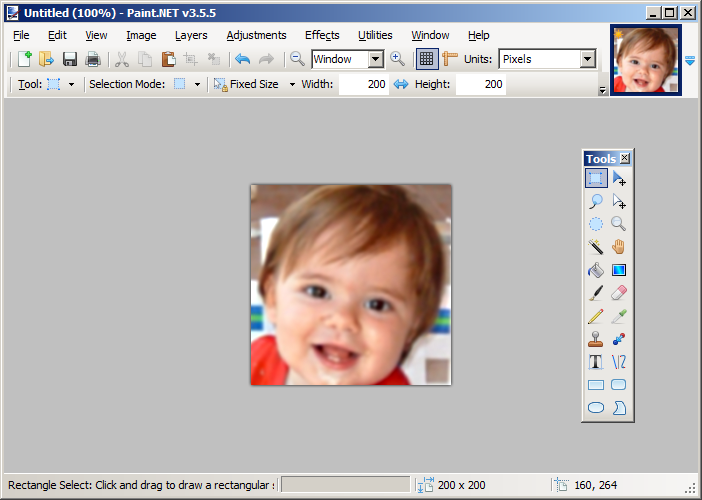 Untitled (100%) - Paint.NET v3.5.5
File Edit View Image Layers Adjustments Effects Utilities Window Help
Window Units: Pixels
Tool: Selection Mode: Fixed Size Width: 200 Height: 200
Tools
T
Rectangle Select: Click and drag to draw a rectangular 200 x 200 160, 264